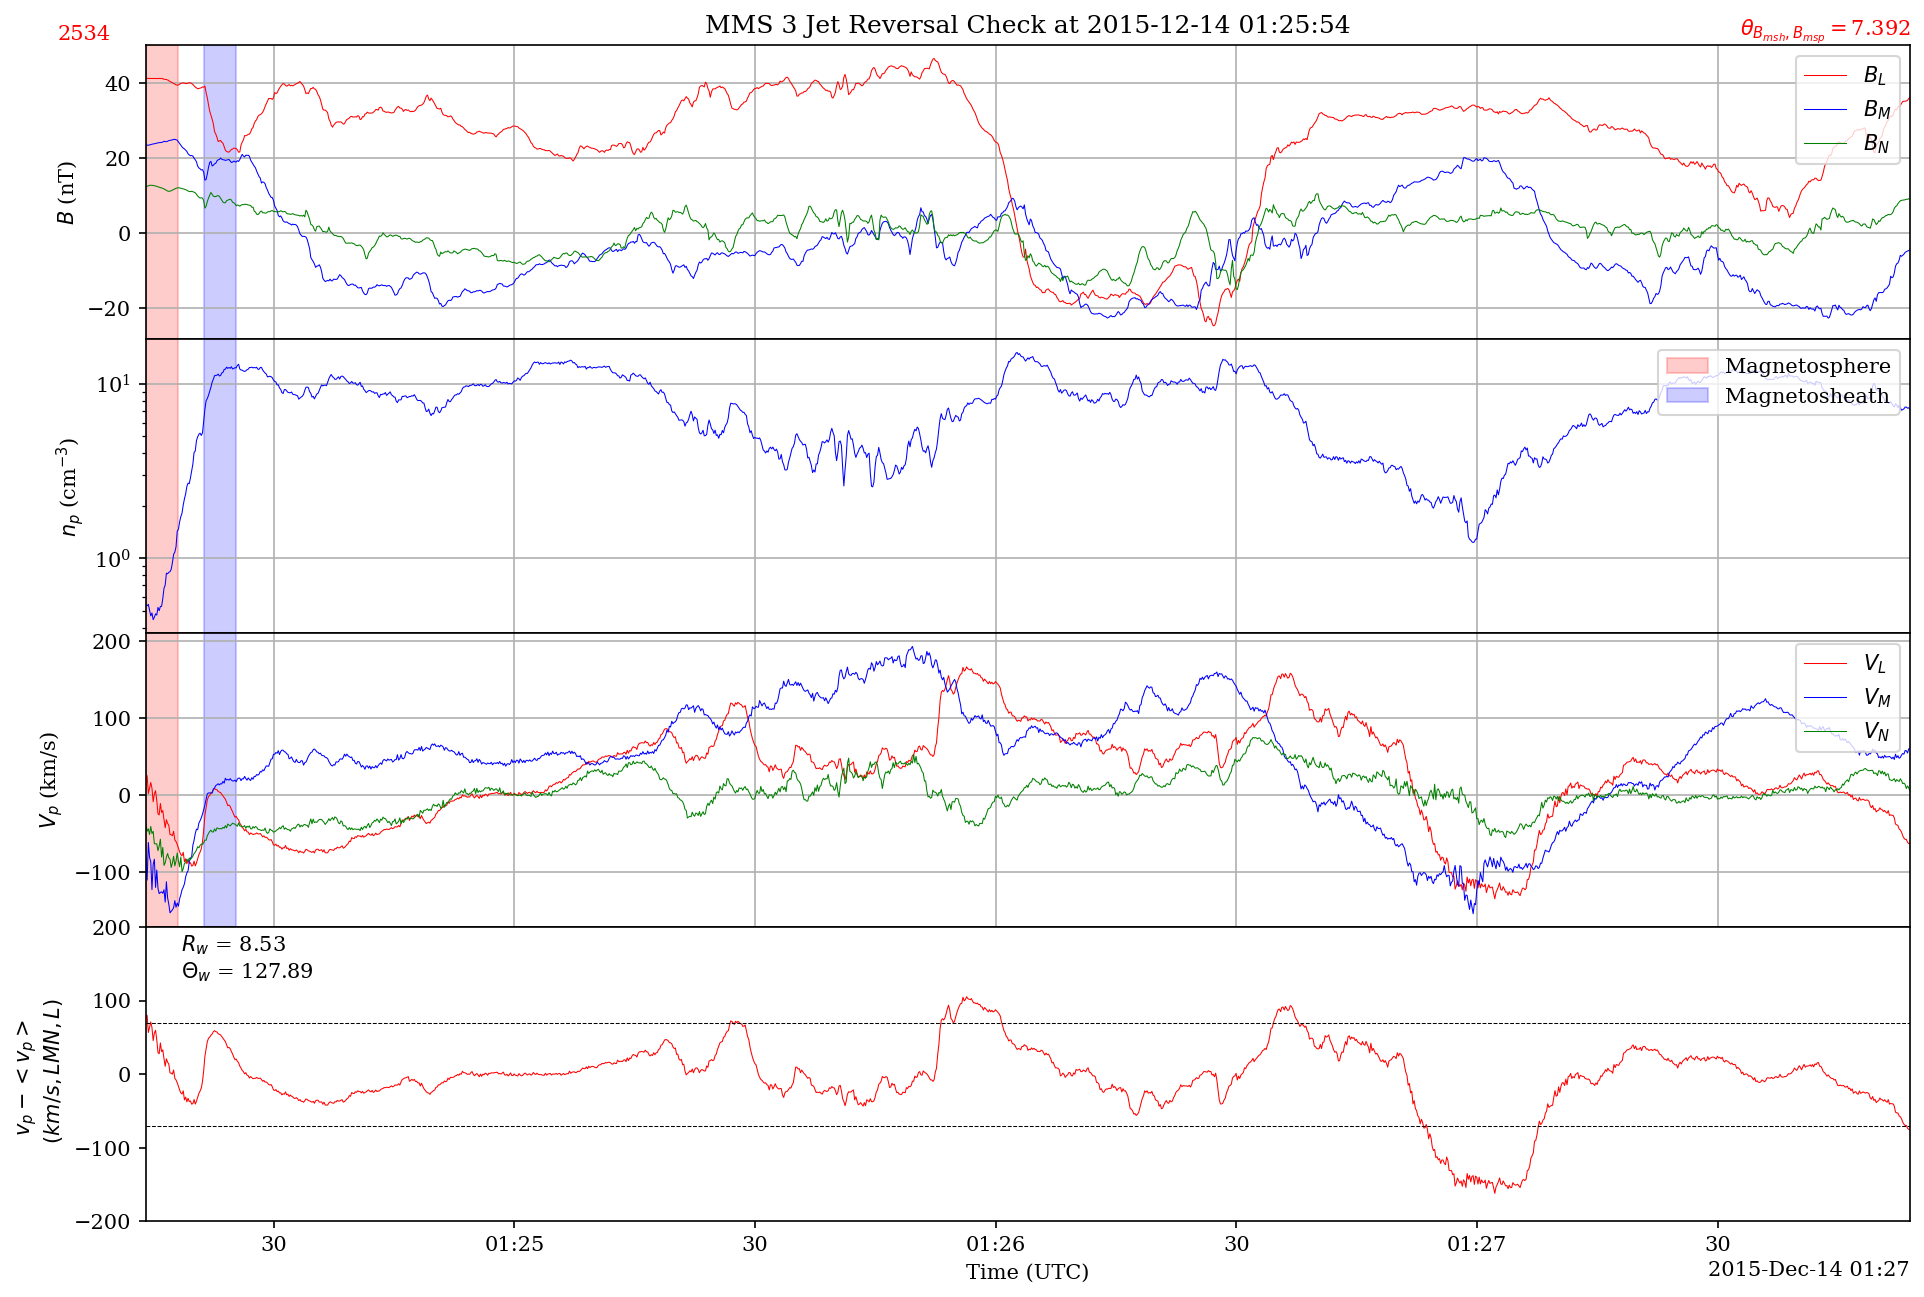 MMS 3 Jet Reversal Check at 2015-12-14 01:25:54
2534
θ_{B_{msh}, B_{msp}} = 7.392
40
20
0
−20
B (nT)
B_L
B_M
B_N
10^1
10^0
n_p (cm^{−3})
Magnetosphere
Magnetosheath
200
100
0
−100
V_p (km/s)
V_L
V_M
V_N
200
100
0
−100
−200
v_p − < v_p >
(km/s, LMN, L)
R_w = 8.53
Θ_w = 127.89
30
01:25
30
01:26
30
01:27
30
Time (UTC)
2015-Dec-14 01:27